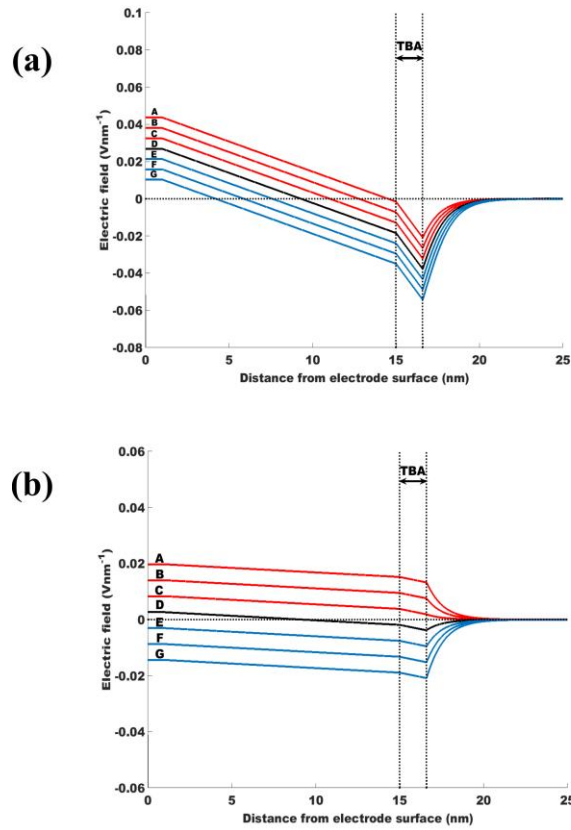 (a)
0.1
0.08
0.06
0.04
0.02
0
-0.02
-0.04
-0.06
-0.08
Electric field (Vnm-1)
A
B
C
D
E
F
G
TBA
0 5 10 15 20 25
Distance from electrode surface (nm)
(b)
0.06
0.04
0.02
0
-0.02
-0.04
-0.06
Electric field (Vnm-1)
A
B
C
D
E
F
G
TBA
0 5 10 15 20 25
Distance from electrode surface (nm)